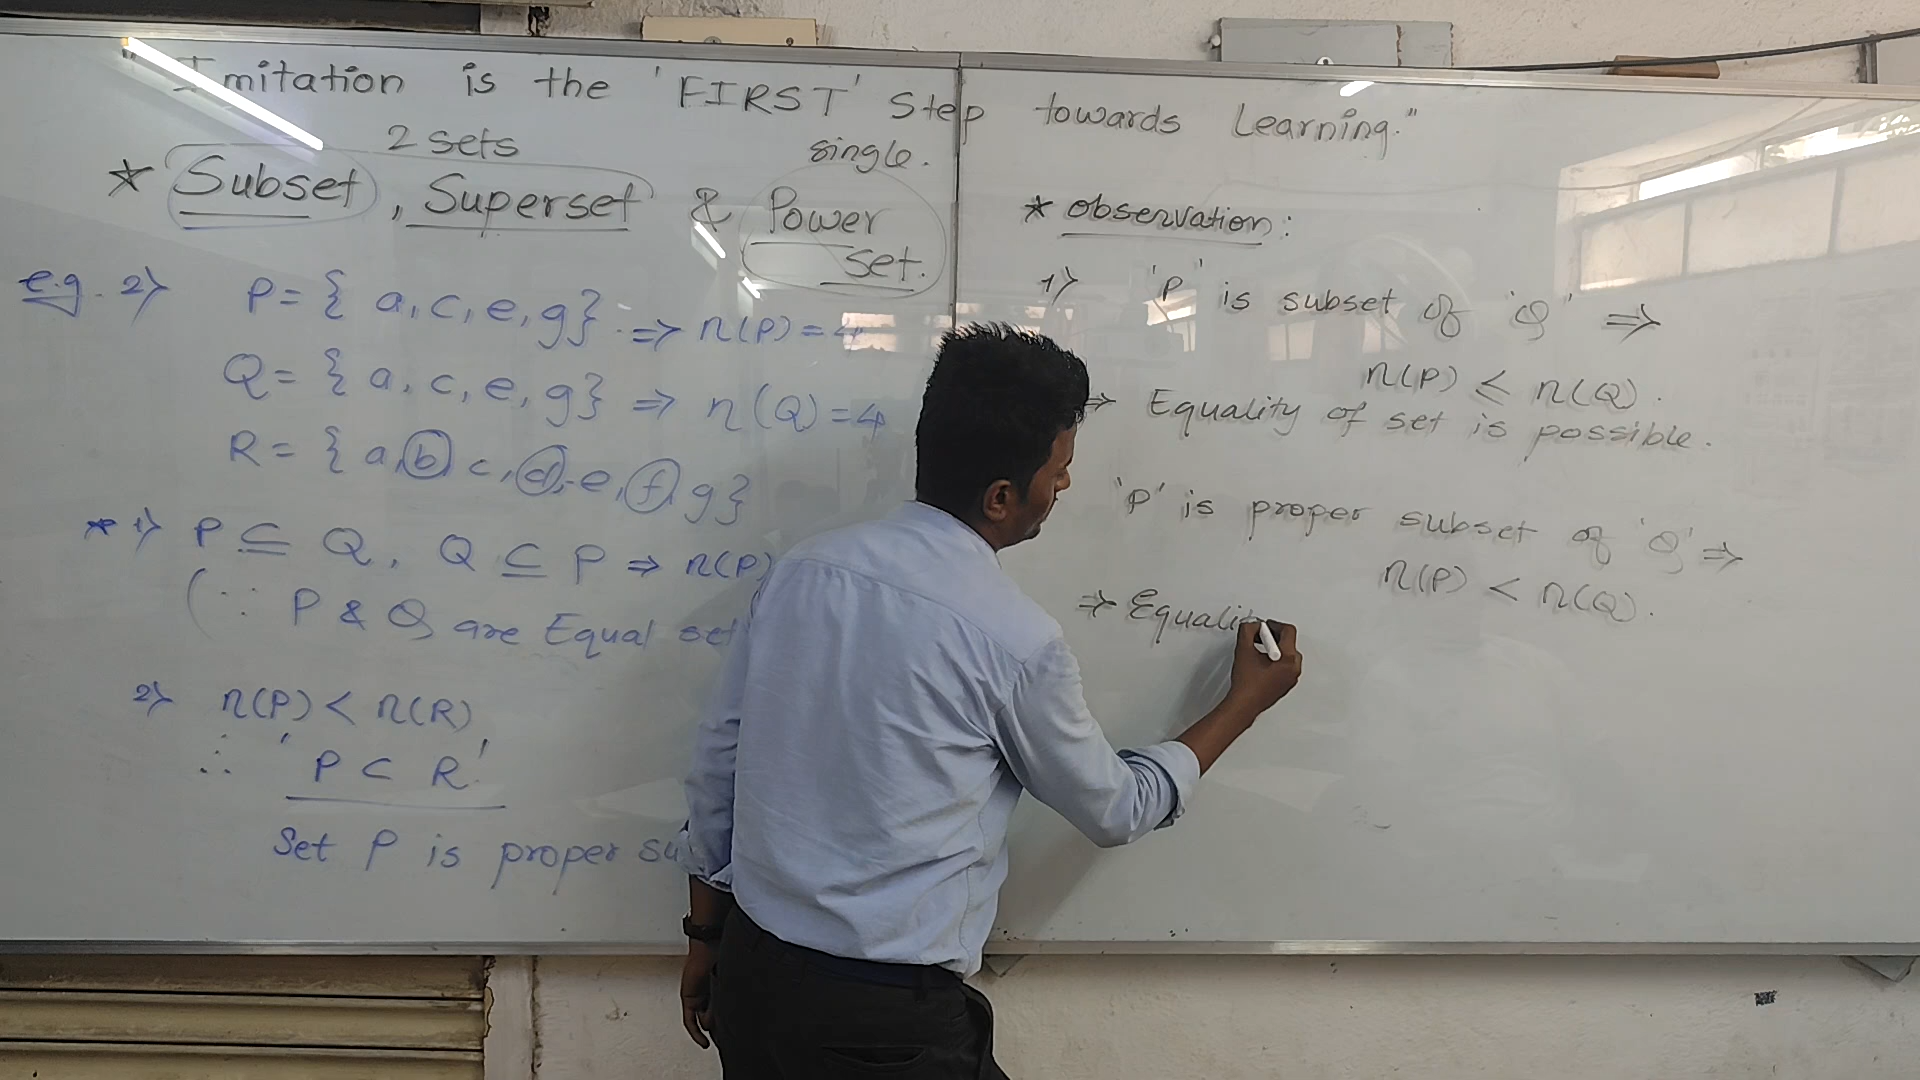 "Imitation is the 'FIRST' Step towards Learning."
2 sets single.
* Subset, Superset & Power set.
e.g. 2) P = { a, c, e, g} . ⇒ n(P) = 4
Q = { a, c, e, g} ⇒ n(Q) = 4
R = { a, b, c, d, e, f, g}
* 1) P ⊆ Q, Q ⊆ P ⇒ n(P)
(∵ P & Q are Equal set
2) n(P) < n(R)
∴ 'P ⊂ R'
Set P is proper su
* Observation:
1) 'P' is subset of 'Q' ⇒
n(P) ≤ n(Q).
⇒ Equality of set is possible.
'P' is proper subset of 'Q' ⇒
n(P) < n(Q).
⇒ Equality